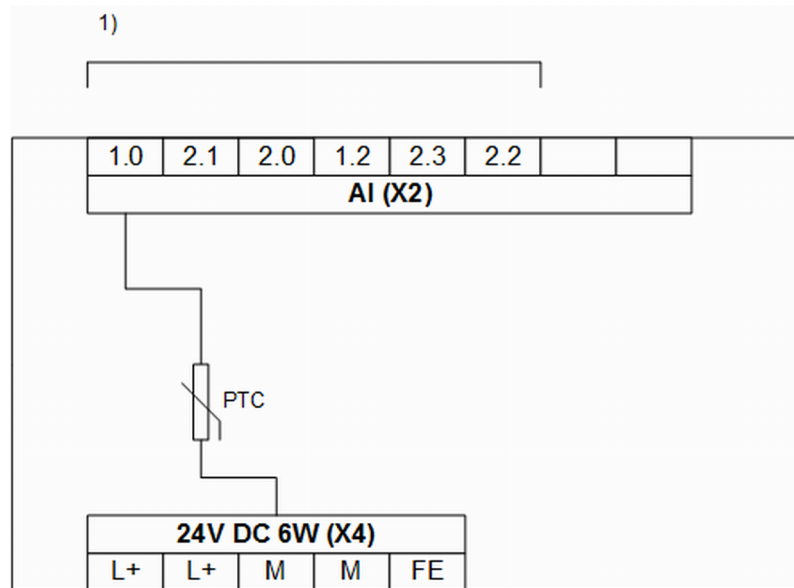 1)
1.0 2.1 2.0 1.2 2.3 2.2
AI (X2)
PTC
24V DC 6W (X4)
L+ L+ M M FE